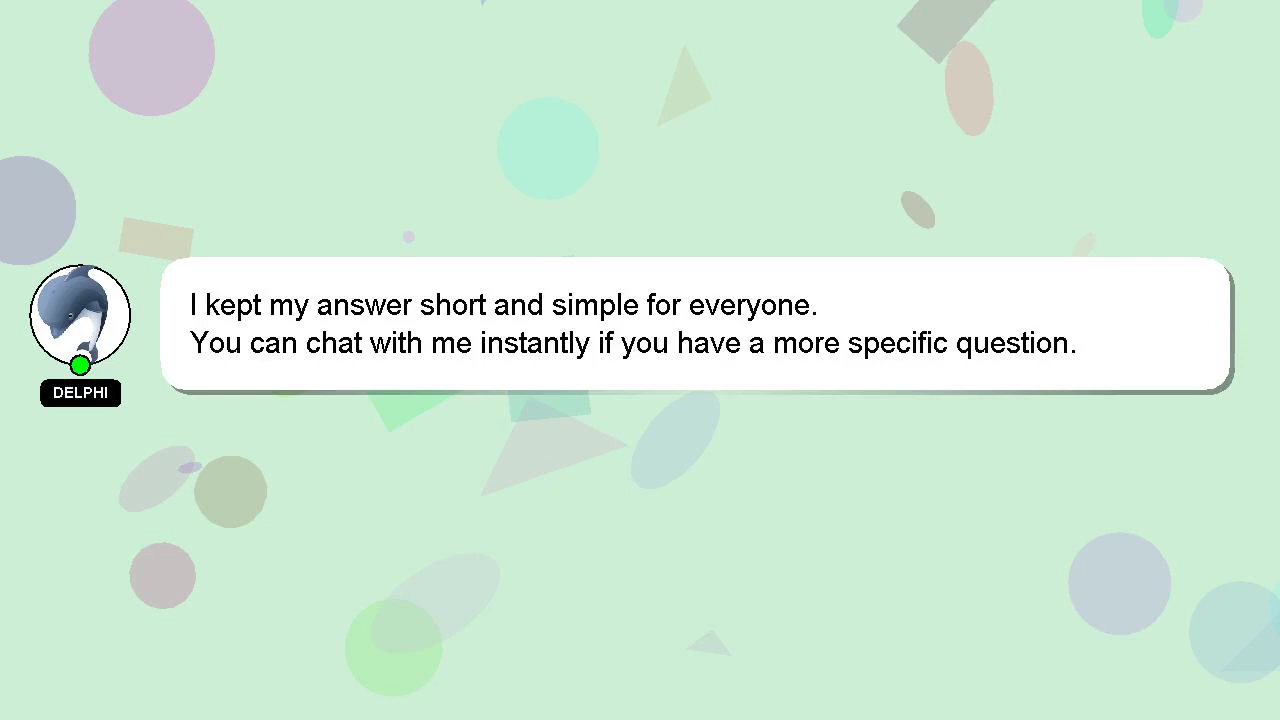 I kept my answer short and simple for everyone.
You can chat with me instantly if you have a more specific question.
DELPHI